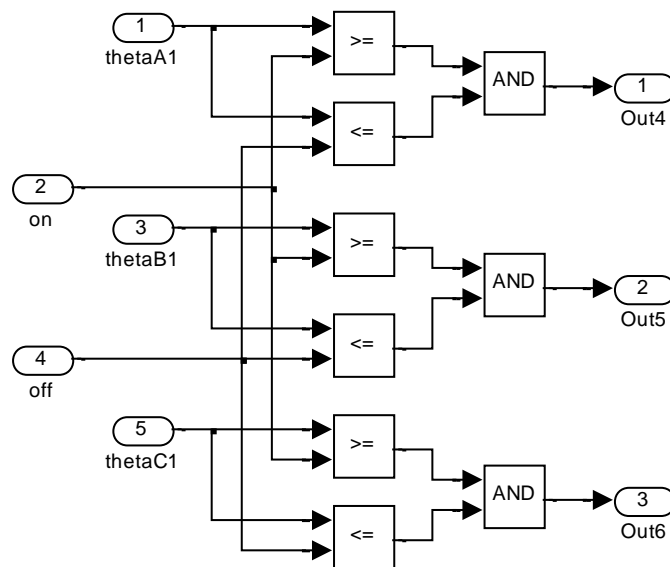 1
thetaA1
>=
AND
1
Out4
<=
2
on
3
thetaB1
>=
AND
2
Out5
<=
4
off
5
thetaC1
>=
AND
3
Out6
<=